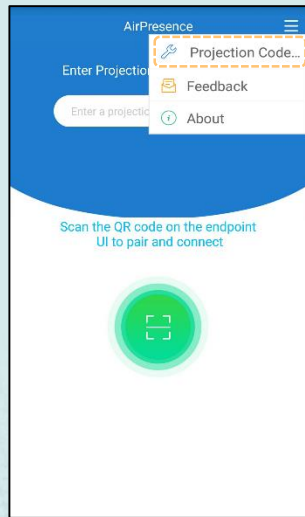 AirPresence
Projection Code...
Enter Projection
Feedback
Enter a projectic
About
Scan the QR code on the endpoint
UI to pair and connect